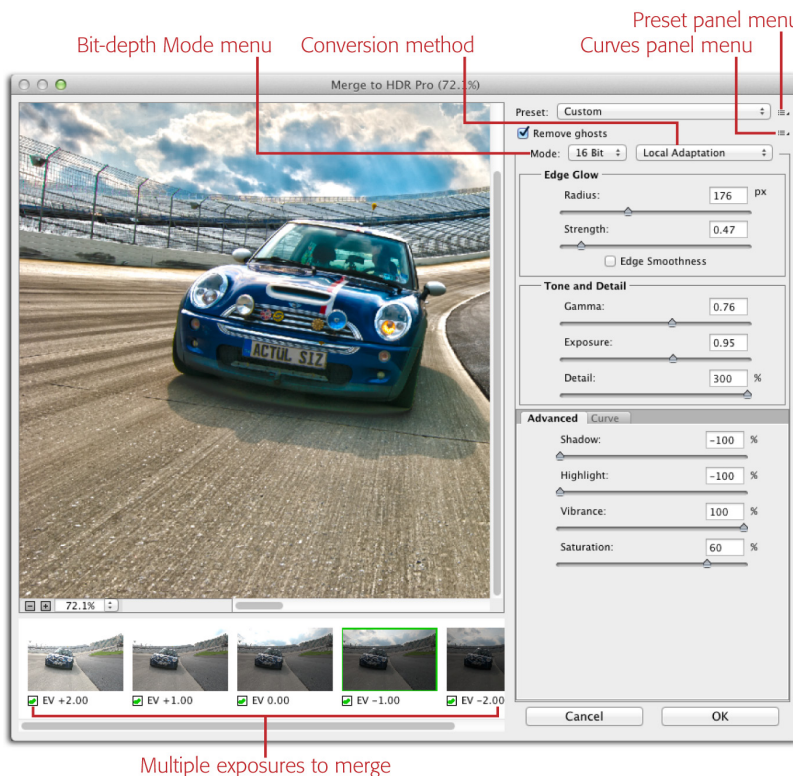 Preset panel menu
Bit-depth Mode menu Conversion method Curves panel menu
Merge to HDR Pro (72.1%)
Preset: Custom
Remove ghosts
Mode: 16 Bit Local Adaptation
Edge Glow
Radius: 176 px
Strength: 0.47
Edge Smoothness
Tone and Detail
Gamma: 0.76
Exposure: 0.95
Detail: 300 %
Advanced Curve
Shadow: -100 %
Highlight: -100 %
Vibrance: 100 %
Saturation: 60 %
ACTUL SIZ
72.1%
EV +2.00 EV +1.00 EV 0.00 EV -1.00 EV -2.00
Cancel OK
Multiple exposures to merge